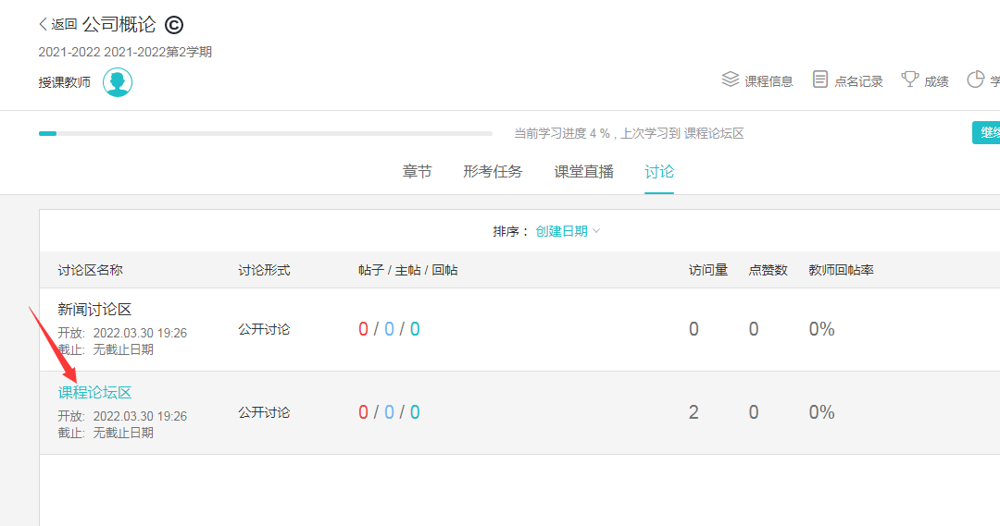 返回 公司概论 ©
2021-2022 2021-2022第2学期
授课教师
课程信息 点名记录 成绩
当前学习进度 4 % , 上次学习到 课程论坛区
章节 形考任务 课堂直播 讨论
排序： 创建日期
讨论区名称 讨论形式 帖子 / 主帖 / 回帖 访问量 点赞数 教师回帖率
新闻讨论区
开放: 2022.03.30 19:26
截止: 无截止日期
公开讨论 0 / 0 / 0 0 0 0%
课程论坛区
开放: 2022.03.30 19:26
截止: 无截止日期
公开讨论 0 / 0 / 0 2 0 0%